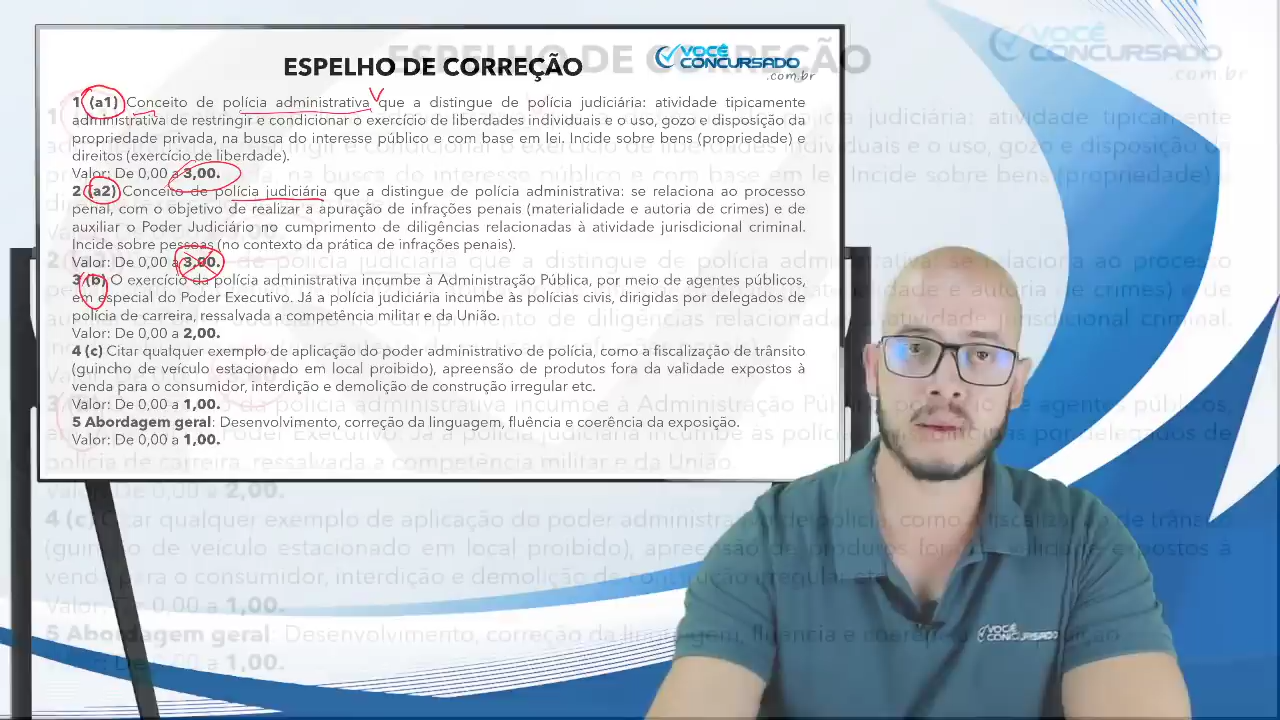 ESPELHO DE CORREÇÃO
VOCÊ
CONCURSADO
.com.br
1 (a1) Conceito de polícia administrativa que a distingue de polícia judiciária: atividade tipicamente
administrativa de restringir e condicionar o exercício de liberdades individuais e o uso, gozo e disposição da
propriedade privada, na busca do interesse público e com base em lei. Incide sobre bens (propriedade) e
direitos (exercício de liberdade).
Valor: De 0,00 a 3,00.
2 (a2) Conceito de polícia judiciária que a distingue de polícia administrativa: se relaciona ao processo
penal, com o objetivo de realizar a apuração de infrações penais (materialidade e autoria de crimes) e de
auxiliar o Poder Judiciário no cumprimento de diligências relacionadas à atividade jurisdicional criminal.
Incide sobre pessoas (no contexto da prática de infrações penais).
Valor: De 0,00 a 3,00.
3 (b) O exercício da polícia administrativa incumbe à Administração Pública, por meio de agentes públicos,
em especial do Poder Executivo. Já a polícia judiciária incumbe às polícias civis, dirigidas por delegados de
polícia de carreira, ressalvada a competência militar e da União.
Valor: De 0,00 a 2,00.
4 (c) Citar qualquer exemplo de aplicação do poder administrativo de polícia, como a fiscalização de trânsito
(guincho de veículo estacionado em local proibido), apreensão de produtos fora da validade expostos à
venda para o consumidor, interdição e demolição de construção irregular etc.
Valor: De 0,00 a 1,00.
5 Abordagem geral: Desenvolvimento, correção da linguagem, fluência e coerência da exposição.
Valor: De 0,00 a 1,00.
VOCÊ
CONCURSADO